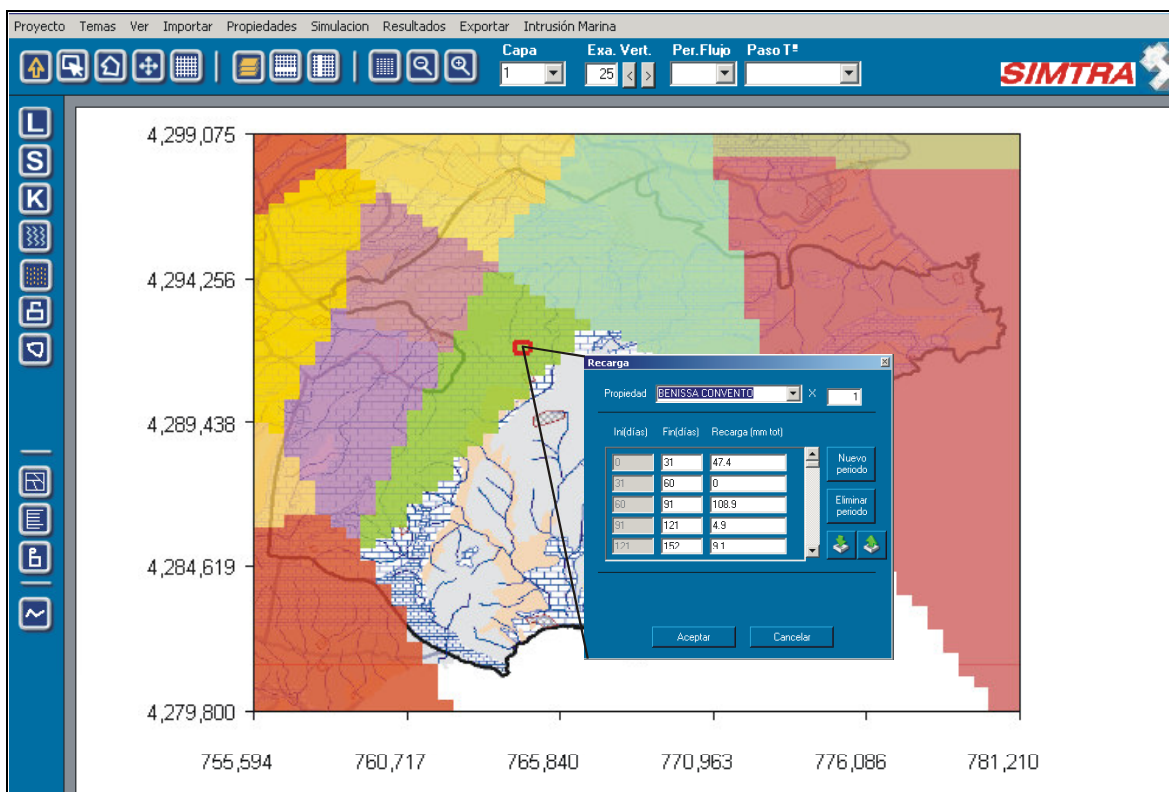 Proyecto Temas Ver Importar Propiedades Simulacion Resultados Exportar Intrusión Marina
Capa Exa. Vert. Per.Flujo Paso Tª
1 25 < >
SIMTRA
L
S
K
4,299,075
4,294,256
4,289,438
4,284,619
4,279,800
755,594 760,717 765,840 770,963 776,086 781,210
Recarga
Propiedad BENISSA CONVENTO X 1
Ini(días) Fin(días) Recarga (mm tot)
0 31 47.4
31 60 0
60 91 108.9
91 121 4.9
121 152 9.1
Nuevo
periodo
Eliminar
periodo
Aceptar Cancelar